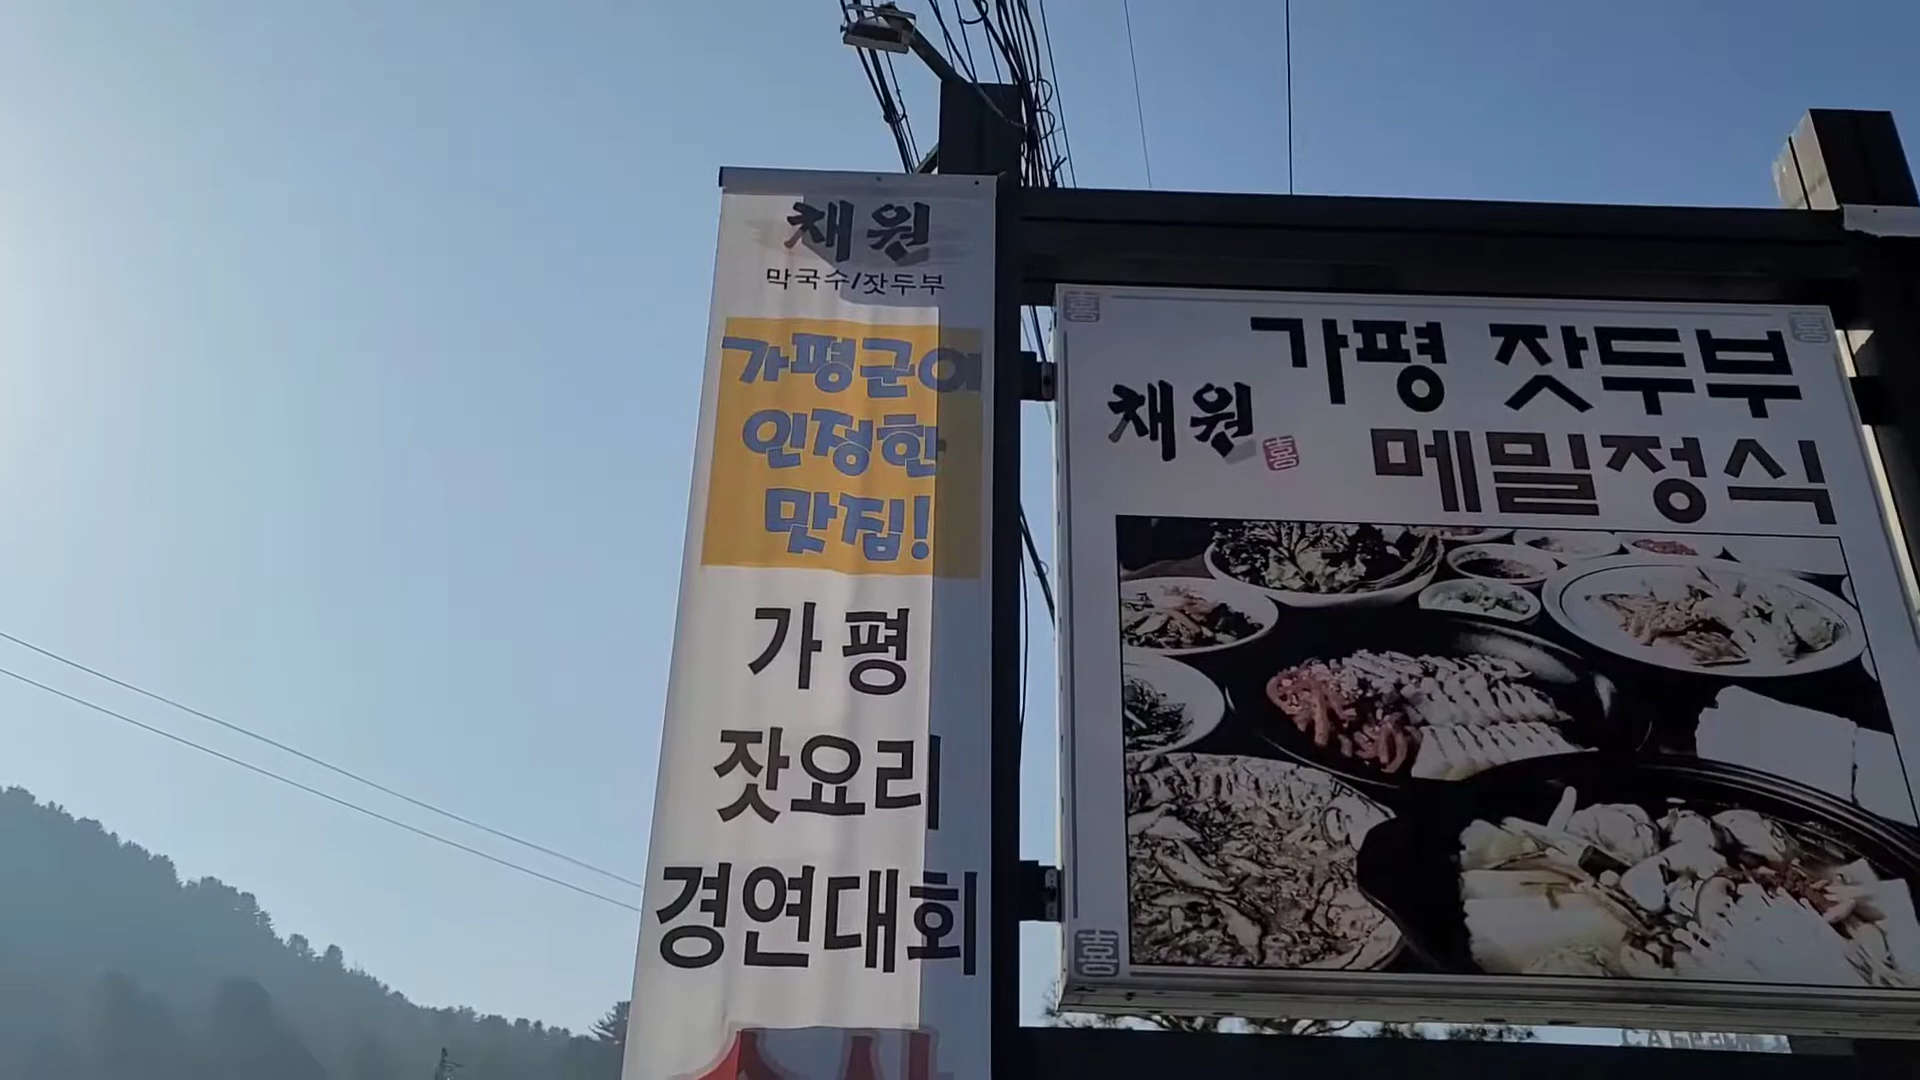 채원
막국수/잣두부
가평군이
인정한
맛집!
가평
잣요리
경연대회
가평 잣두부
채원
메밀정식